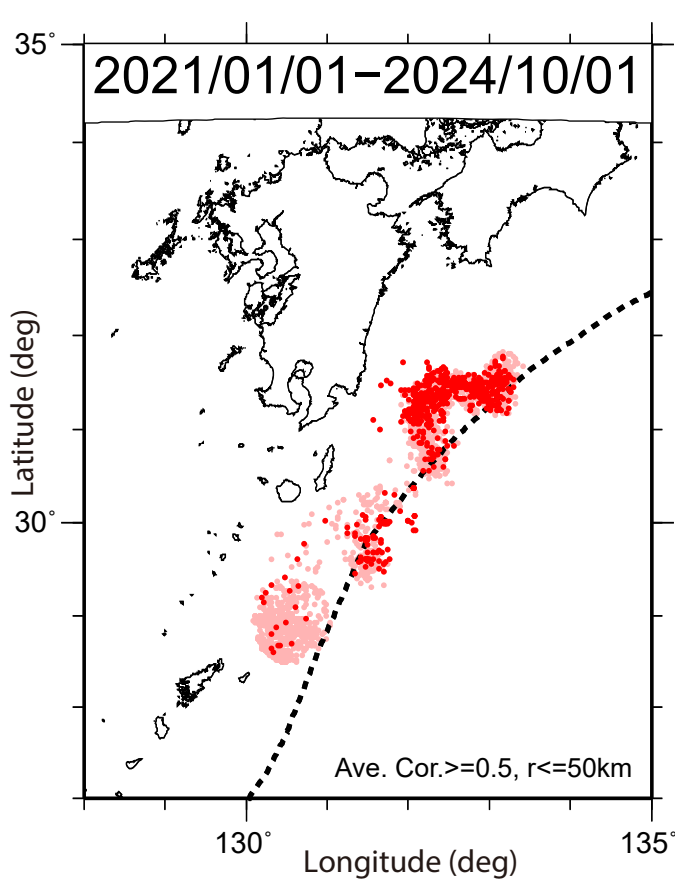 35°
2021/01/01−2024/10/01
Latitude (deg)
30°
Ave. Cor.>=0.5, r<=50km
130°
135°
Longitude (deg)